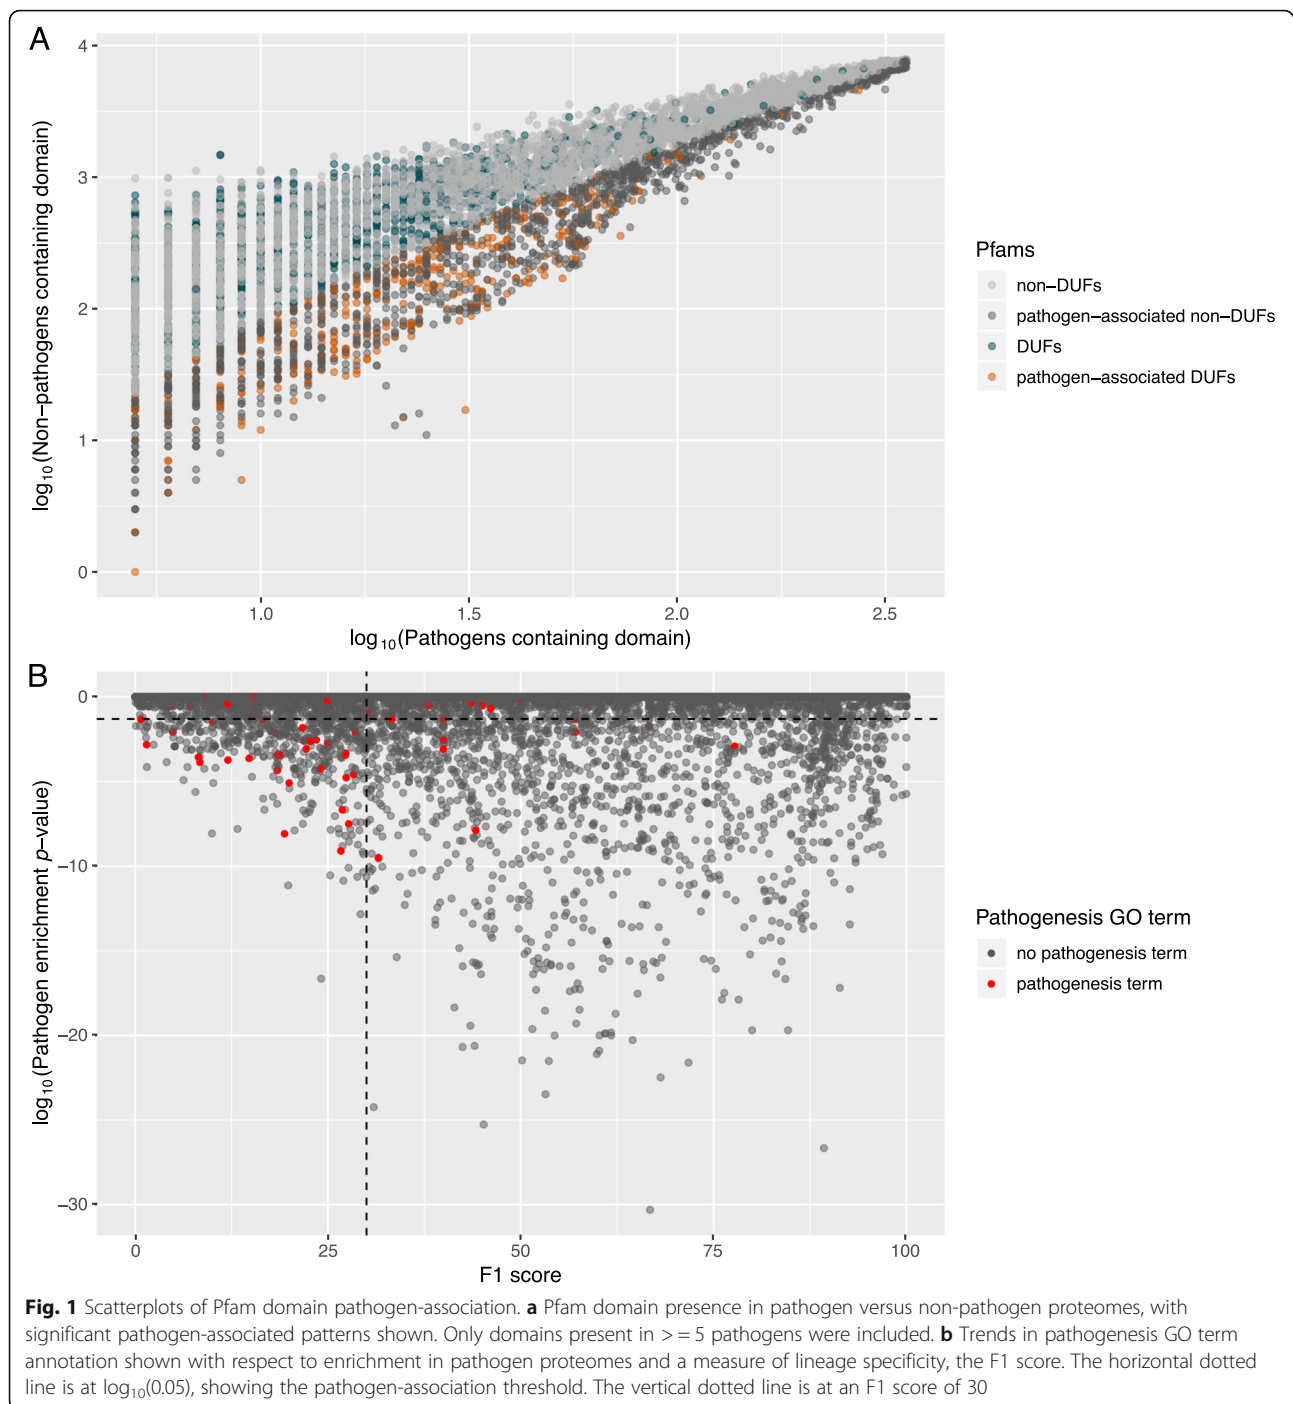 A
4
3
2
1
0
log10(Non−pathogens containing domain)
1.0
1.5
2.0
2.5
log10(Pathogens containing domain)
Pfams
non−DUFs
pathogen−associated non−DUFs
DUFs
pathogen−associated DUFs
B
0
−10
−20
−30
log10(Pathogen enrichment p−value)
0
25
50
75
100
F1 score
Pathogenesis GO term
no pathogenesis term
pathogenesis term
Fig. 1 Scatterplots of Pfam domain pathogen-association. a Pfam domain presence in pathogen versus non-pathogen proteomes, with
significant pathogen-associated patterns shown. Only domains present in > = 5 pathogens were included. b Trends in pathogenesis GO term
annotation shown with respect to enrichment in pathogen proteomes and a measure of lineage specificity, the F1 score. The horizontal dotted
line is at log10(0.05), showing the pathogen-association threshold. The vertical dotted line is at an F1 score of 30